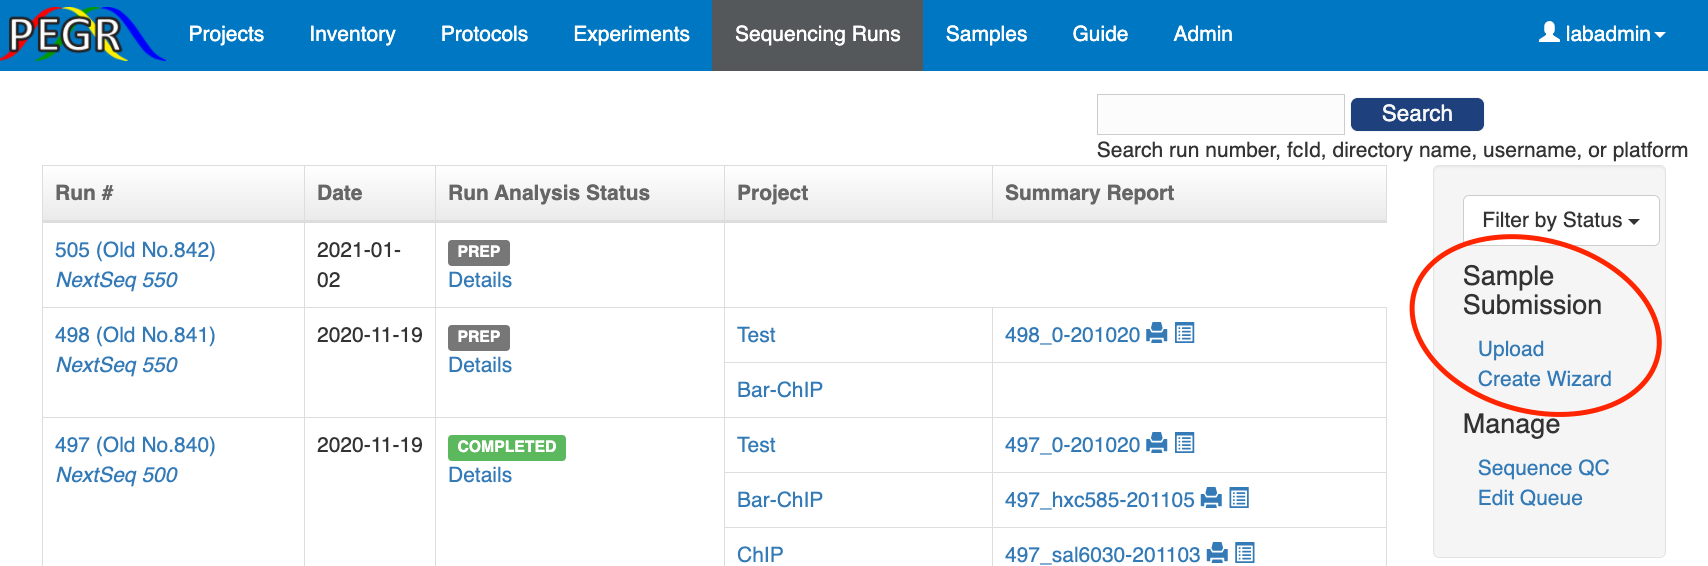 PEGR Projects Inventory Protocols Experiments Sequencing Runs Samples Guide Admin labadmin
Search
Search run number, fcId, directory name, username, or platform
Run # Date Run Analysis Status Project Summary Report
505 (Old No.842) 2021-01-02 PREP
NextSeq 550 Details
498 (Old No.841) 2020-11-19 PREP Test 498_0-201020
NextSeq 550 Details
Bar-ChIP
497 (Old No.840) 2020-11-19 COMPLETED Test 497_0-201020
NextSeq 500 Details
Bar-ChIP 497_hxc585-201105
ChIP 497_sal6030-201103
Filter by Status
Sample
Submission
Upload
Create Wizard
Manage
Sequence QC
Edit Queue